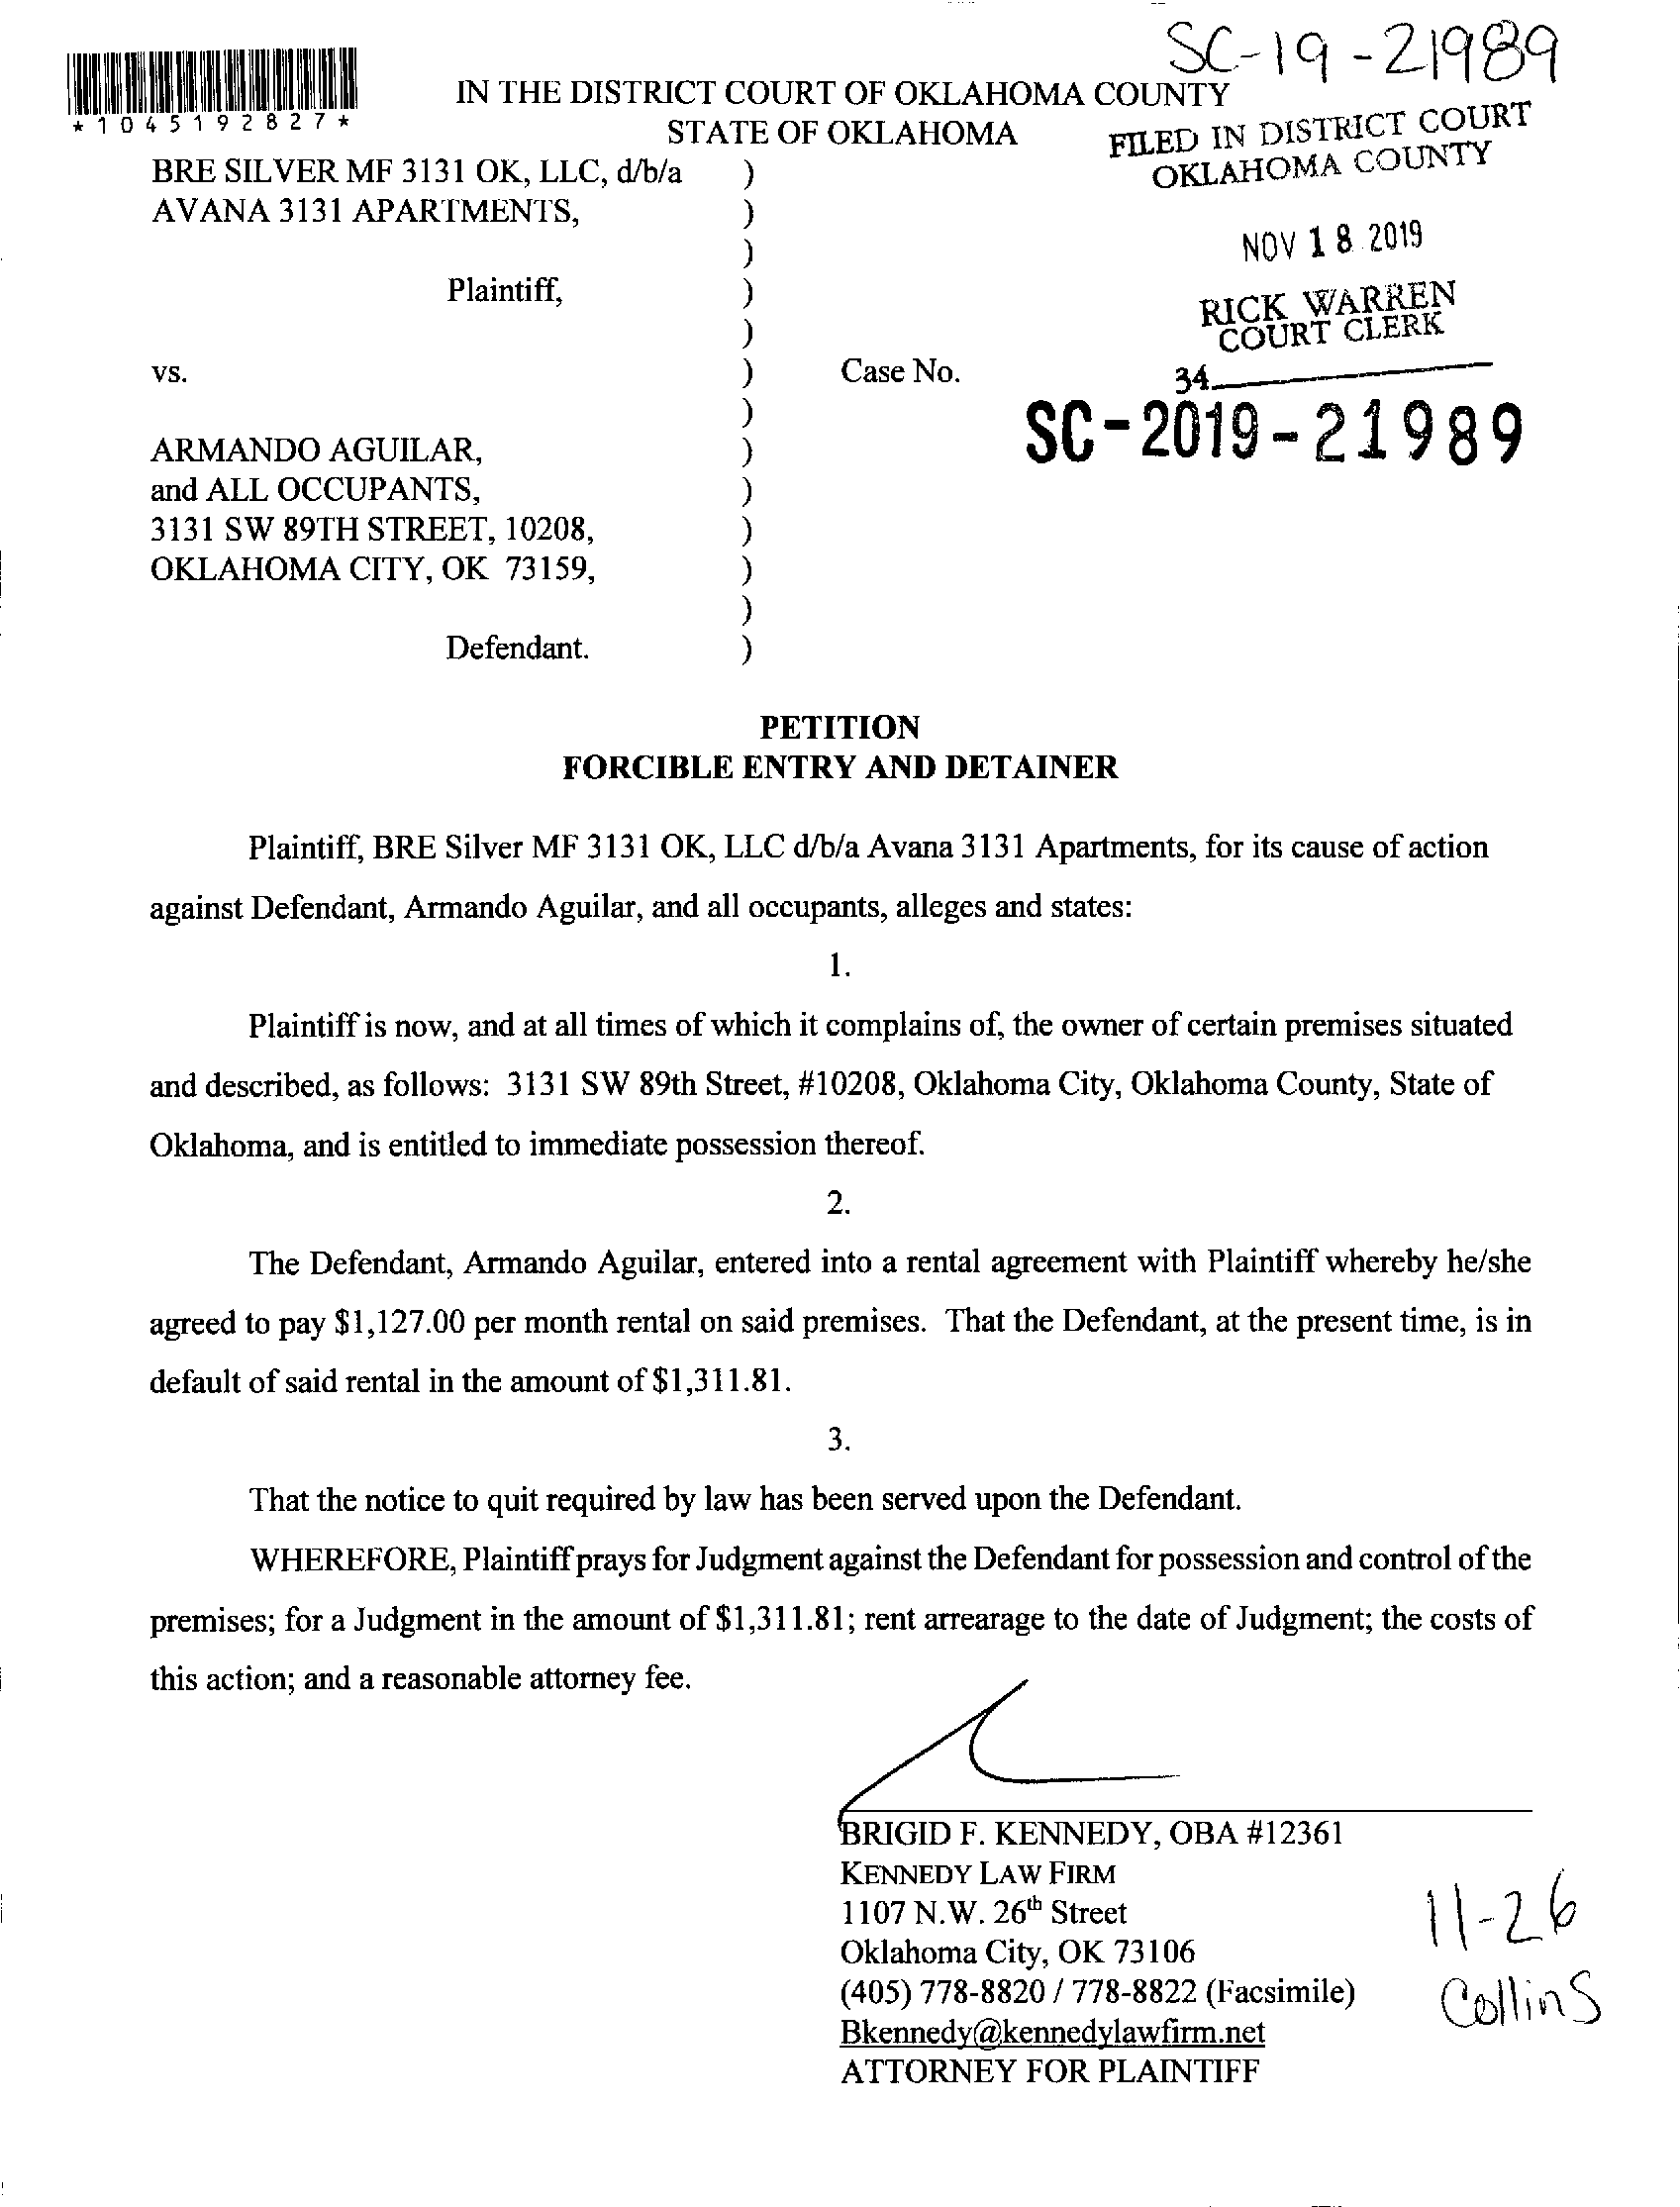 SC-19-21989
*1045192827*
IN THE DISTRICT COURT OF OKLAHOMA COUNTY
STATE OF OKLAHOMA
FILED IN DISTRICT COURT
OKLAHOMA COUNTY
NOV 18 2019
RICK WARREN
COURT CLERK
34
BRE SILVER MF 3131 OK, LLC, d/b/a )
AVANA 3131 APARTMENTS, )
)
Plaintiff, )
)
vs. ) Case No.
SC-2019-21989
)
ARMANDO AGUILAR, )
and ALL OCCUPANTS, )
3131 SW 89TH STREET, 10208, )
OKLAHOMA CITY, OK 73159, )
)
Defendant. )
PETITION
FORCIBLE ENTRY AND DETAINER
Plaintiff, BRE Silver MF 3131 OK, LLC d/b/a Avana 3131 Apartments, for its cause of action
against Defendant, Armando Aguilar, and all occupants, alleges and states:
1.
Plaintiff is now, and at all times of which it complains of, the owner of certain premises situated
and described, as follows: 3131 SW 89th Street, #10208, Oklahoma City, Oklahoma County, State of
Oklahoma, and is entitled to immediate possession thereof.
2.
The Defendant, Armando Aguilar, entered into a rental agreement with Plaintiff whereby he/she
agreed to pay $1,127.00 per month rental on said premises. That the Defendant, at the present time, is in
default of said rental in the amount of $1,311.81.
3.
That the notice to quit required by law has been served upon the Defendant.
WHEREFORE, Plaintiff prays for Judgment against the Defendant for possession and control of the
premises; for a Judgment in the amount of $1,311.81; rent arrearage to the date of Judgment; the costs of
this action; and a reasonable attorney fee.
BRIGID F. KENNEDY, OBA #12361
KENNEDY LAW FIRM
1107 N.W. 26th Street
Oklahoma City, OK 73106
(405) 778-8820 / 778-8822 (Facsimile)
Bkennedy@kennedylawfirm.net
ATTORNEY FOR PLAINTIFF
11-26
Collins